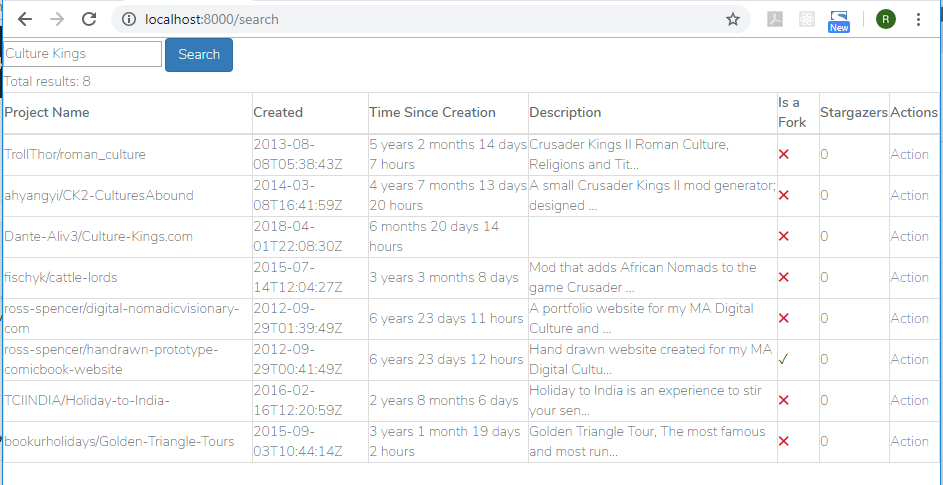 localhost:8000/search
New
R
Culture Kings
Search
Total results: 8
Project Name Created Time Since Creation Description Is a Fork Stargazers Actions
TrollThor/roman_culture
2013-08-
08T05:38:43Z
5 years 2 months 14 days
7 hours
Crusader Kings II Roman Culture,
Religions and Tit...
✕
0
Action
ahyangyi/CK2-CulturesAbound
2014-03-
08T16:41:59Z
4 years 7 months 13 days
20 hours
A small Crusader Kings II mod generator;
designed ...
✕
0
Action
Dante-Aliv3/Culture-Kings.com
2018-04-
01T22:08:30Z
6 months 20 days 14
hours
✕
0
Action
fischyk/cattle-lords
2015-07-
14T12:04:27Z
3 years 3 months 8 days
Mod that adds African Nomads to the
game Crusader ...
✕
0
Action
ross-spencer/digital-nomadicvisionary-
com
2012-09-
29T01:39:49Z
6 years 23 days 11 hours
A portfolio website for my MA Digital
Culture and ...
✕
0
Action
ross-spencer/handrawn-prototype-
comicbook-website
2012-09-
29T00:41:49Z
6 years 23 days 12 hours
Hand drawn website created for my MA
Digital Cultu...
✓
0
Action
TCIINDIA/Holiday-to-India-
2016-02-
16T12:20:59Z
2 years 8 months 6 days
Holiday to India is an experience to stir
your sen...
✕
0
Action
bookurholidays/Golden-Triangle-Tours
2015-09-
03T10:44:14Z
3 years 1 month 19 days
2 hours
Golden Triangle Tour, The most famous
and most run...
✕
0
Action